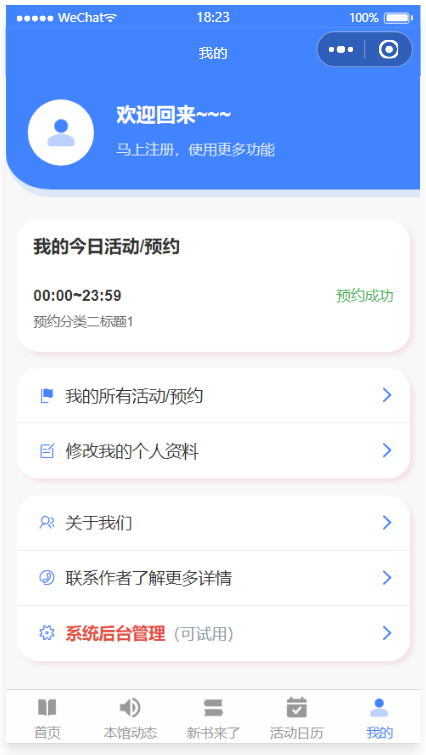 WeChat 18:23 100%
我的
欢迎回来~~~
马上注册，使用更多功能
我的今日活动/预约
00:00~23:59 预约成功
预约分类二标题1
我的所有活动/预约
修改我的个人资料
关于我们
联系作者了解更多详情
系统后台管理（可试用）
首页 本馆动态 新书来了 活动日历 我的